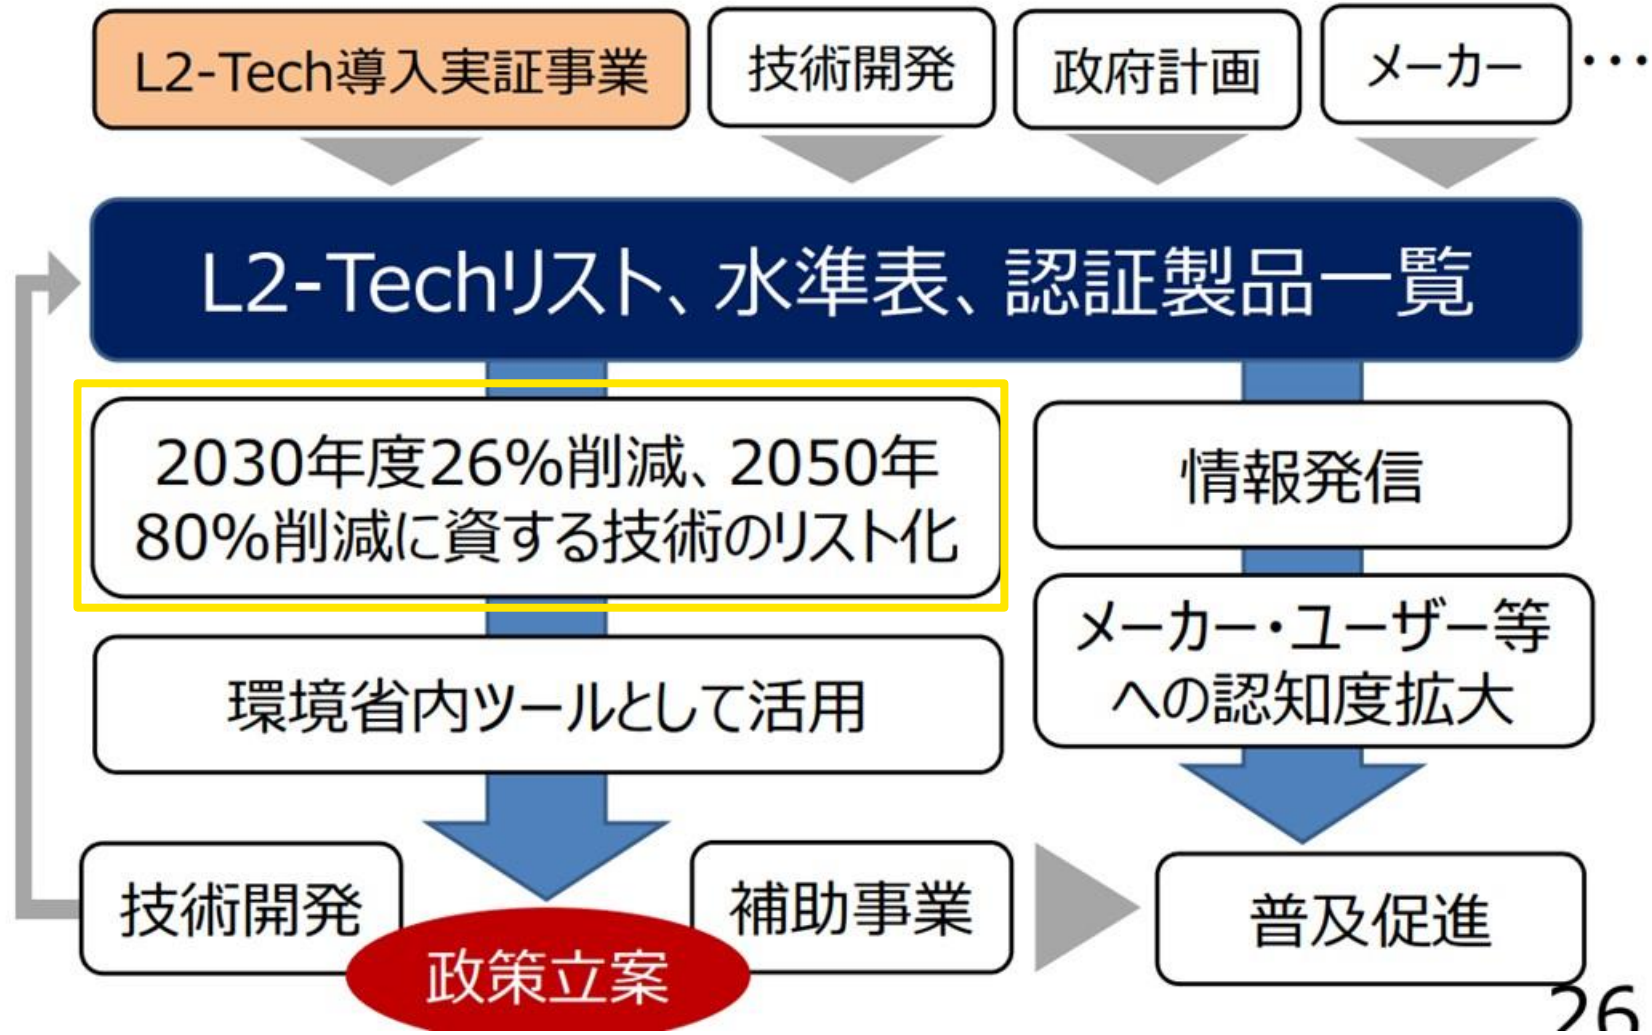 L2-Tech導入実証事業
技術開発
政府計画
メーカー
・・・
L2-Techリスト、水準表、認証製品一覧
2030年度26%削減、2050年
80%削減に資する技術のリスト化
情報発信
環境省内ツールとして活用
メーカー・ユーザー等
への認知度拡大
技術開発
政策立案
補助事業
普及促進
26